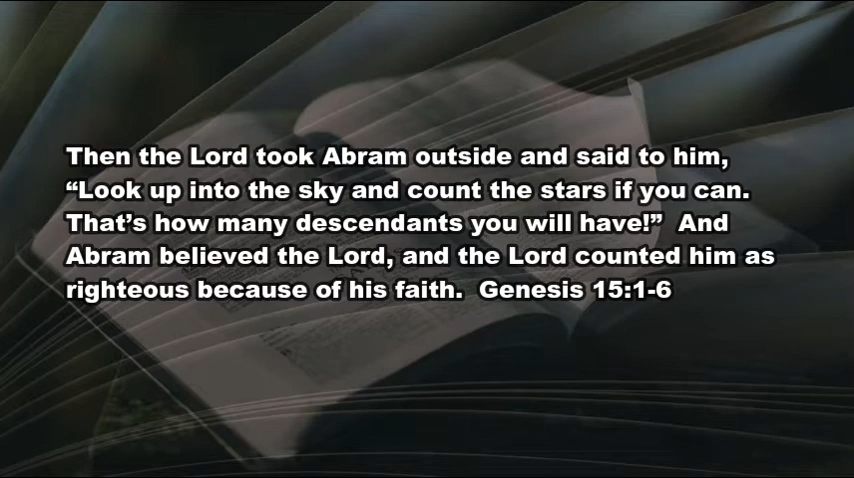 Then the Lord took Abram outside and said to him,
“Look up into the sky and count the stars if you can.
That’s how many descendants you will have!”  And
Abram believed the Lord, and the Lord counted him as
righteous because of his faith.  Genesis 15:1-6